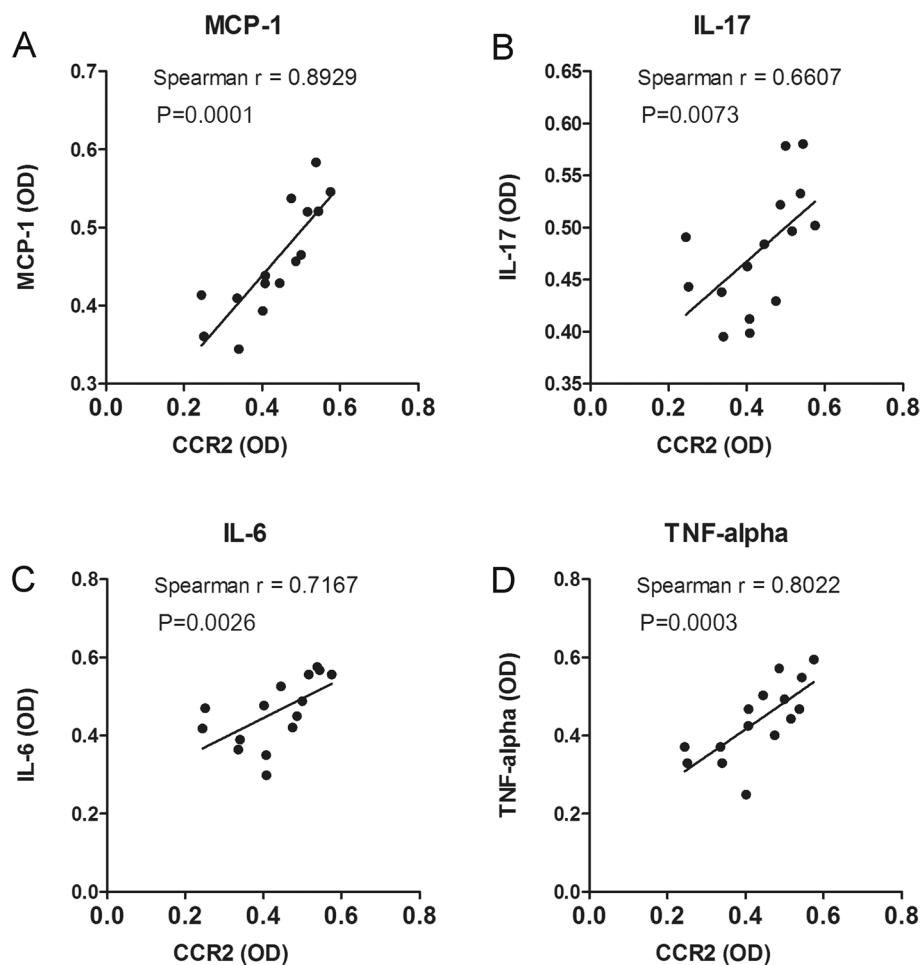 MCP-1
A
Spearman r = 0.8929
P=0.0001
0.7
0.6
0.5
0.4
0.3
MCP-1 (OD)
0.0 0.2 0.4 0.6 0.8
CCR2 (OD)
IL-17
B
Spearman r = 0.6607
P=0.0073
0.65
0.60
0.55
0.50
0.45
0.40
0.35
IL-17 (OD)
0.0 0.2 0.4 0.6 0.8
CCR2 (OD)
IL-6
C
Spearman r = 0.7167
P=0.0026
0.8
0.6
0.4
0.2
0.0
IL-6 (OD)
0.0 0.2 0.4 0.6 0.8
CCR2 (OD)
TNF-alpha
D
Spearman r = 0.8022
P=0.0003
0.8
0.6
0.4
0.2
0.0
TNF-alpha (OD)
0.0 0.2 0.4 0.6 0.8
CCR2 (OD)